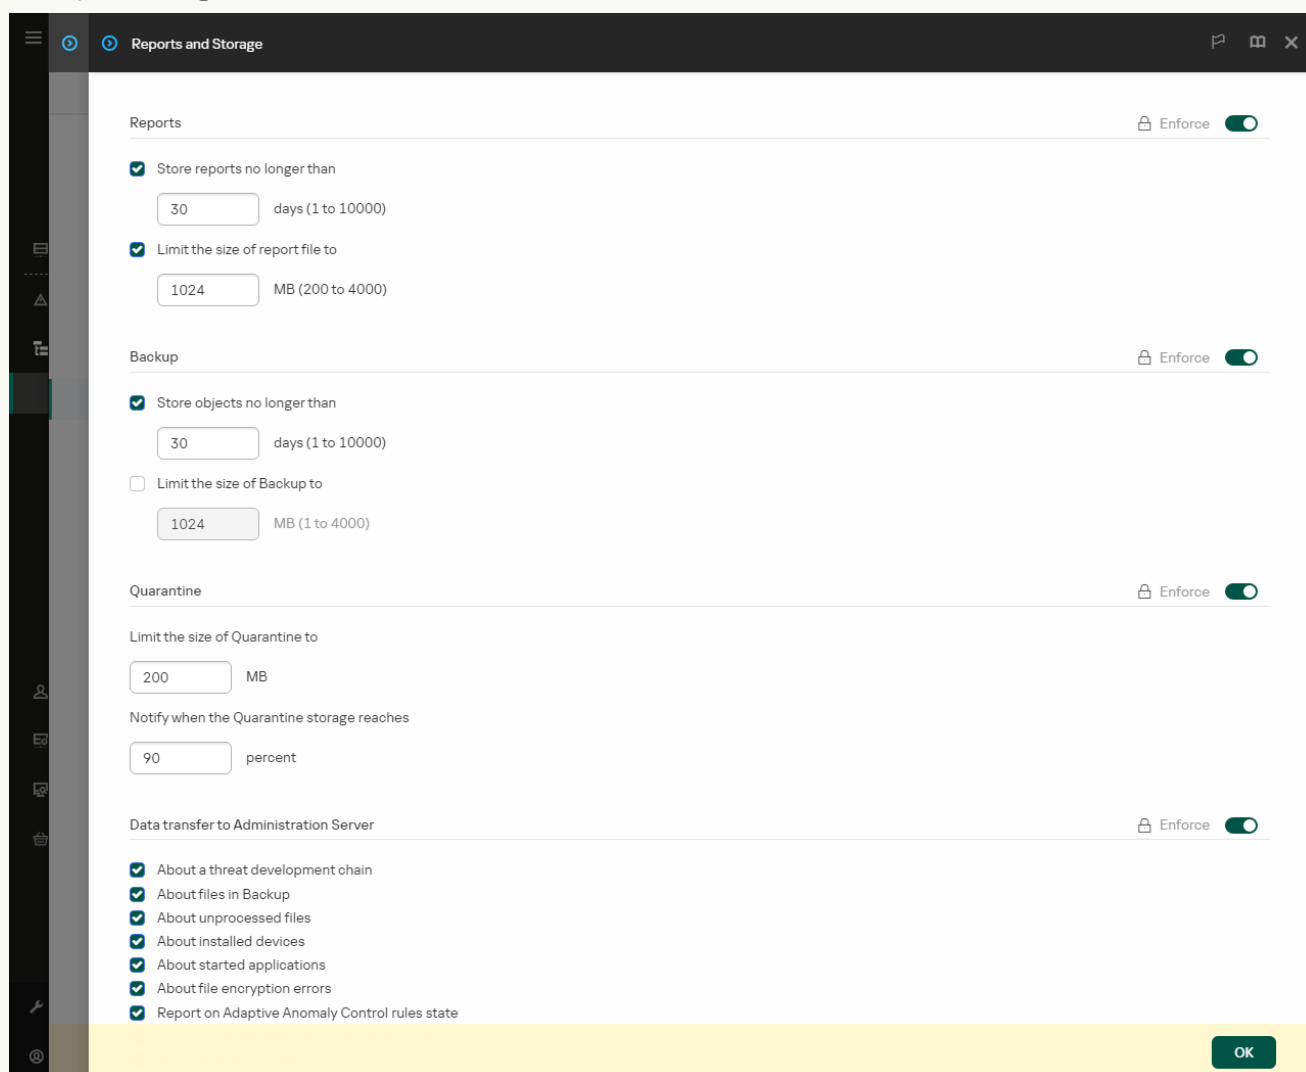 Reports and Storage
Reports
Enforce
Store reports no longer than
30 days (1 to 10000)
Limit the size of report file to
1024 MB (200 to 4000)
Backup
Enforce
Store objects no longer than
30 days (1 to 10000)
Limit the size of Backup to
1024 MB (1 to 4000)
Quarantine
Enforce
Limit the size of Quarantine to
200 MB
Notify when the Quarantine storage reaches
90 percent
Data transfer to Administration Server
Enforce
About a threat development chain
About files in Backup
About unprocessed files
About installed devices
About started applications
About file encryption errors
Report on Adaptive Anomaly Control rules state
OK